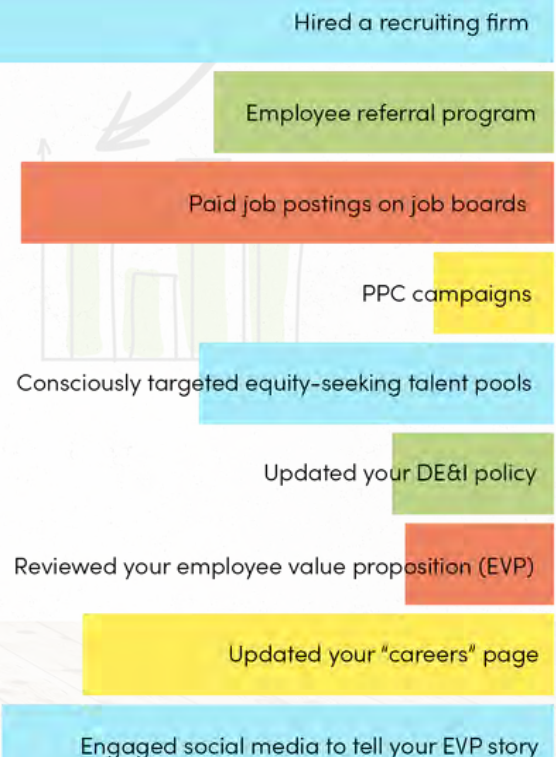 Hired a recruiting firm
Employee referral program
Paid job postings on job boards
PPC campaigns
Consciously targeted equity-seeking talent pools
Updated your DE&I policy
Reviewed your employee value proposition (EVP)
Updated your “careers” page
Engaged social media to tell your EVP story